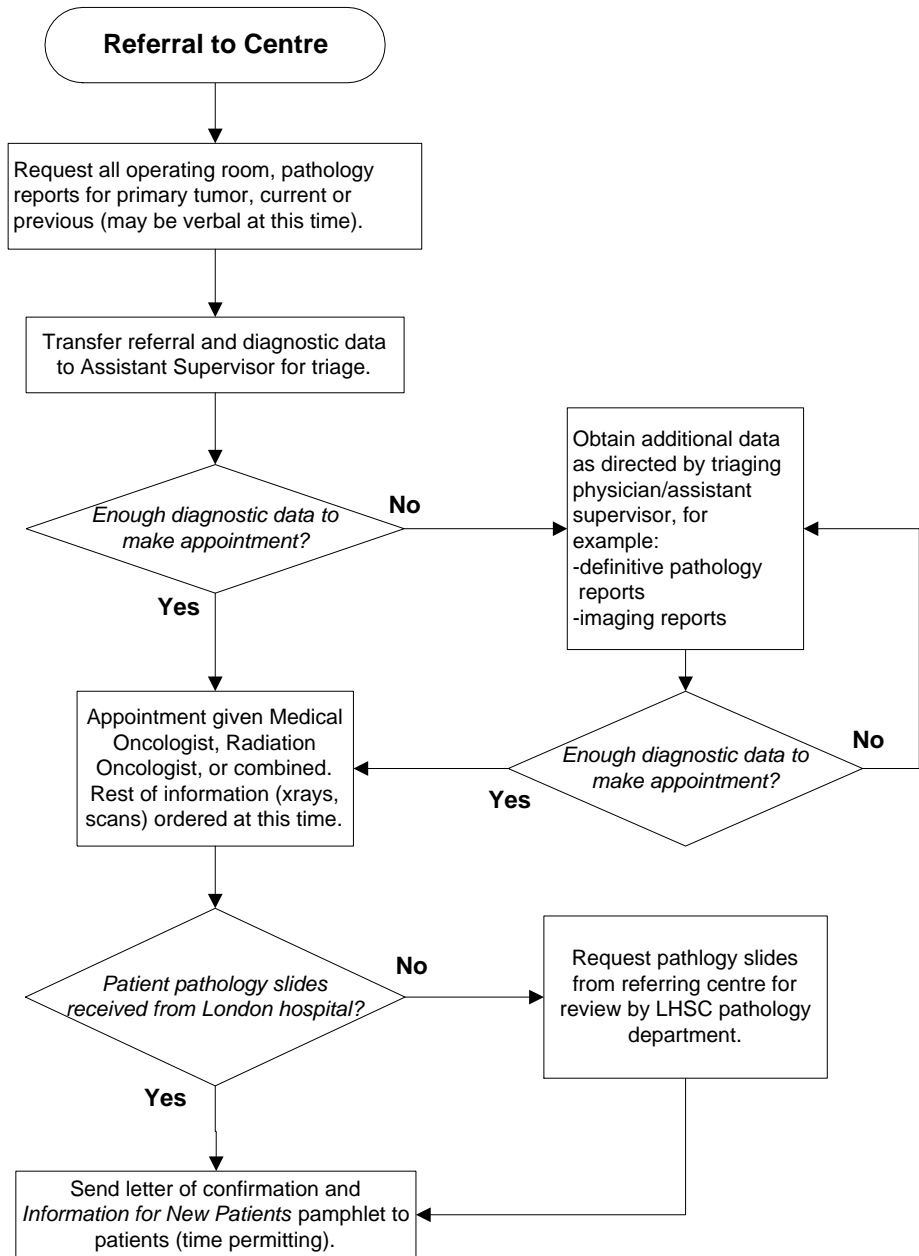 Referral to Centre
Request all operating room, pathology
reports for primary tumor, current or
previous (may be verbal at this time).
Transfer referral and diagnostic data
to Assistant Supervisor for triage.
Enough diagnostic data to
make appointment?
No
Yes
Obtain additional data
as directed by triaging
physician/assistant
supervisor, for
example:
-definitive pathology
reports
-imaging reports
Enough diagnostic data to
make appointment?
No
Yes
Appointment given Medical
Oncologist, Radiation
Oncologist, or combined.
Rest of information (xrays,
scans) ordered at this time.
Patient pathology slides
received from London hospital?
No
Yes
Request pathlogy slides
from referring centre for
review by LHSC pathology
department.
Send letter of confirmation and
Information for New Patients pamphlet to
patients (time permitting).